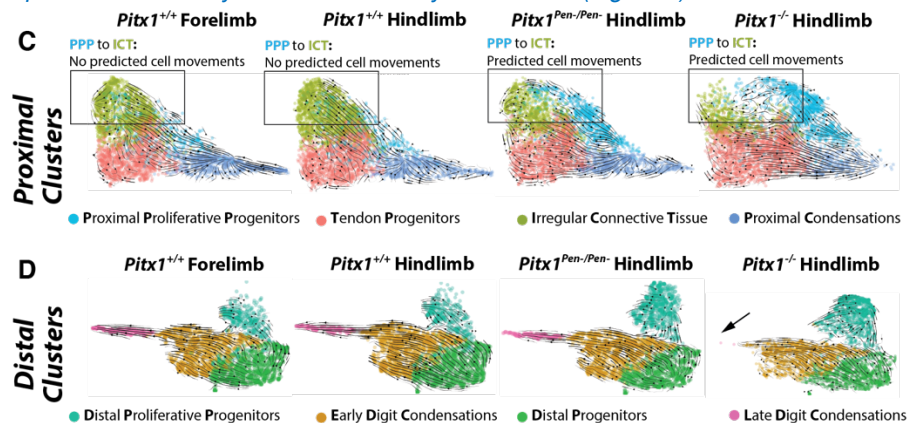 C
Pitx1+/+ Forelimb
Pitx1+/+ Hindlimb
Pitx1Pen-/Pen- Hindlimb
Pitx1-/- Hindlimb
PPP to ICT:
No predicted cell movements
PPP to ICT:
No predicted cell movements
PPP to ICT:
Predicted cell movements
PPP to ICT:
Predicted cell movements
Proximal
Clusters
Proximal Proliferative Progenitors
Tendon Progenitors
Irregular Connective Tissue
Proximal Condensations
D
Pitx1+/+ Forelimb
Pitx1+/+ Hindlimb
Pitx1Pen-/Pen- Hindlimb
Pitx1-/- Hindlimb
Distal
Clusters
Distal Proliferative Progenitors
Early Digit Condensations
Distal Progenitors
Late Digit Condensations